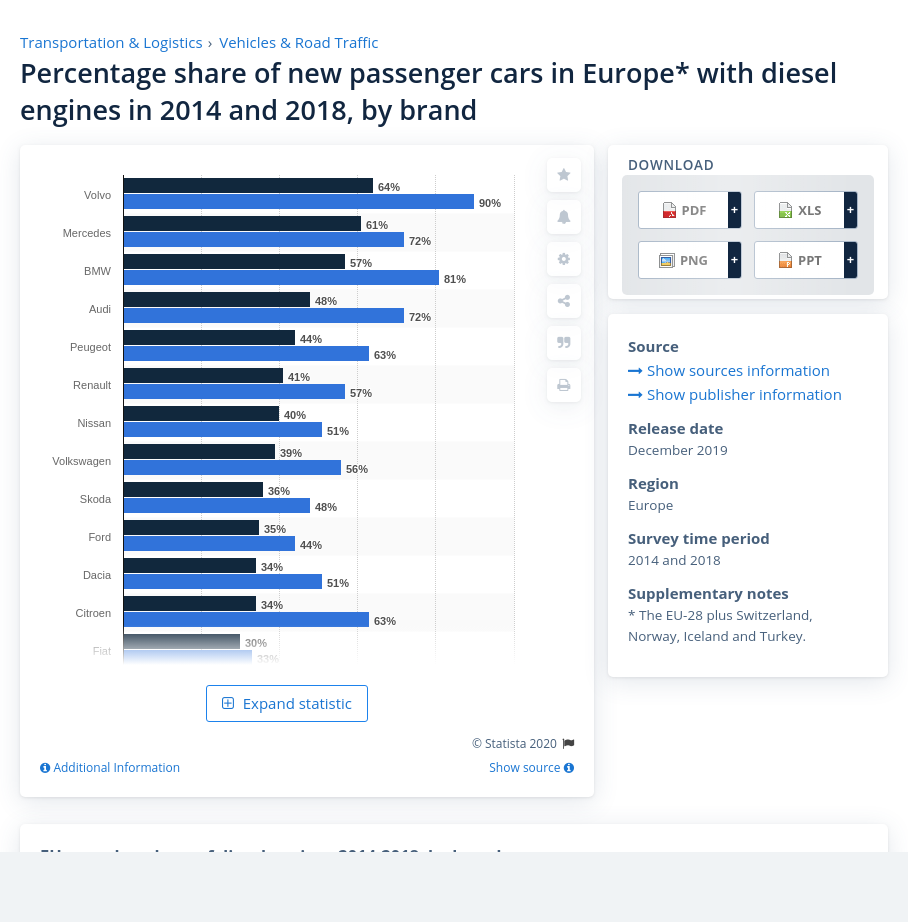 Transportation & Logistics › Vehicles & Road Traffic
Percentage share of new passenger cars in Europe* with diesel
engines in 2014 and 2018, by brand
Volvo
64%
90%
Mercedes
61%
72%
BMW
57%
81%
Audi
48%
72%
Peugeot
44%
63%
Renault
41%
57%
Nissan
40%
51%
Volkswagen
39%
56%
Skoda
36%
48%
Ford
35%
44%
Dacia
34%
51%
Citroen
34%
63%
Fiat
30%
33%
Expand statistic
© Statista 2020
Additional Information
Show source
DOWNLOAD
PDF +
XLS +
PNG +
PPT +
Source
Show sources information
Show publisher information
Release date
December 2019
Region
Europe
Survey time period
2014 and 2018
Supplementary notes
* The EU-28 plus Switzerland,
Norway, Iceland and Turkey.